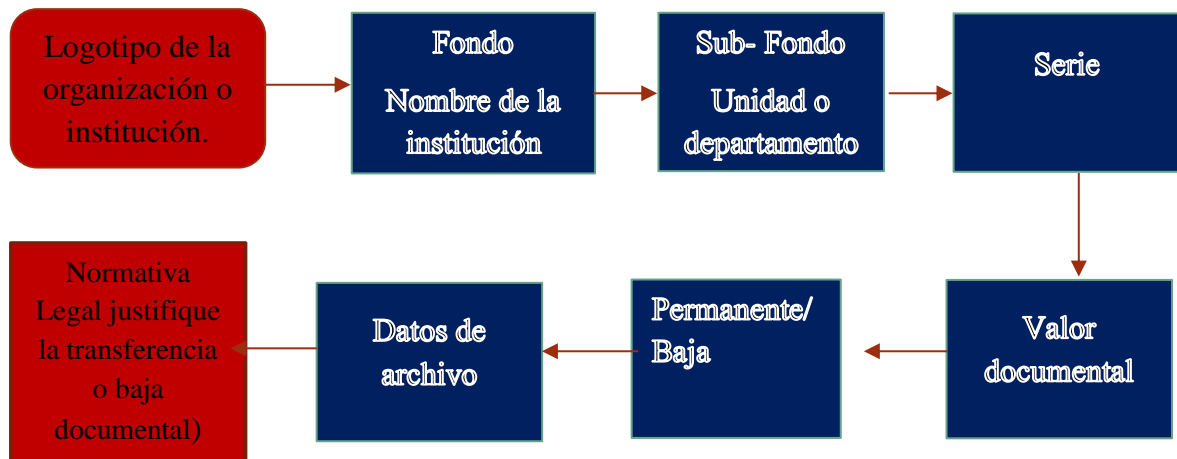 Logotipo de la
organización o
institución.
Fondo
Nombre de la
institución
Sub- Fondo
Unidad o
departamento
Serie
Valor
documental
Permanente/
Baja
Datos de
archivo
Normativa
Legal justifique
la transferencia
o baja
documental)